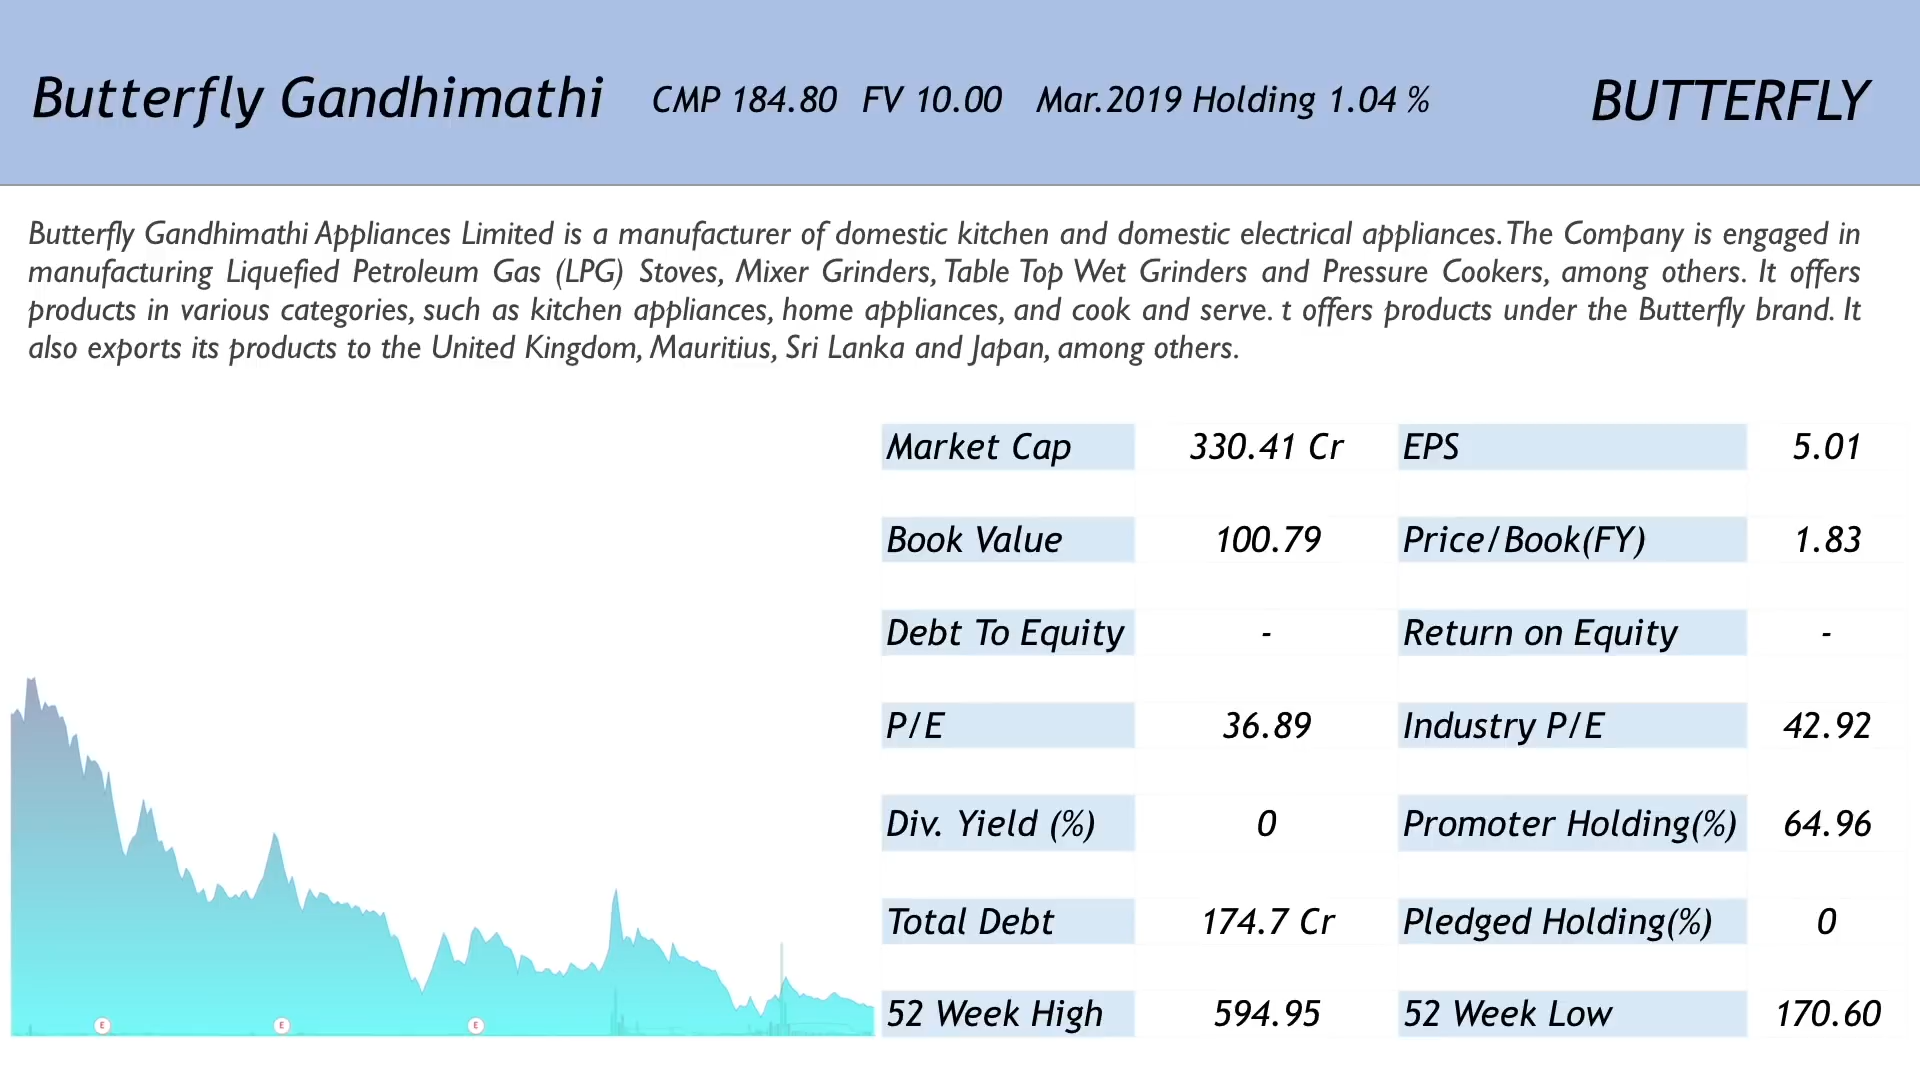 Butterfly Gandhimathi CMP 184.80 FV 10.00 Mar.2019 Holding 1.04 % BUTTERFLY
Butterfly Gandhimathi Appliances Limited is a manufacturer of domestic kitchen and domestic electrical appliances. The Company is engaged in
manufacturing Liquefied Petroleum Gas (LPG) Stoves, Mixer Grinders, Table Top Wet Grinders and Pressure Cookers, among others. It offers
products in various categories, such as kitchen appliances, home appliances, and cook and serve. t offers products under the Butterfly brand. It
also exports its products to the United Kingdom, Mauritius, Sri Lanka and Japan, among others.
Market Cap 330.41 Cr EPS 5.01
Book Value 100.79 Price/Book(FY) 1.83
Debt To Equity - Return on Equity -
P/E 36.89 Industry P/E 42.92
Div. Yield (%) 0 Promoter Holding(%) 64.96
Total Debt 174.7 Cr Pledged Holding(%) 0
52 Week High 594.95 52 Week Low 170.60
E E E